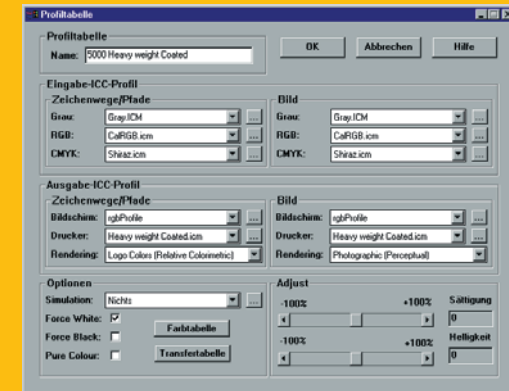 Profiltabelle
Profiltabelle
Name: 5000 Heavy weight Coated
OK Abbrechen Hilfe
Eingabe-ICC-Profil
Zeichenwege/Pfade
Grau: Gray.ICM ...
RGB: CalRGB.icm ...
CMYK: Shiraz.icm ...
Bild
Grau: Gray.ICM ...
RGB: CalRGB.icm ...
CMYK: Shiraz.icm ...
Ausgabe-ICC-Profil
Zeichenwege/Pfade
Bildschirm: rgbProfile ...
Drucker: Heavy weight Coated.icm ...
Rendering: Logo Colors (Relative Colorimetric)
Bild
Bildschirm: rgbProfile ...
Drucker: Heavy weight Coated.icm ...
Rendering: Photographic (Perceptual)
Optionen
Simulation: Nichts ...
Force White:
Force Black:
Pure Colour:
Farbtabelle
Transfertabelle
Adjust
-100% +100% Sättigung
0
-100% +100% Helligkeit
0